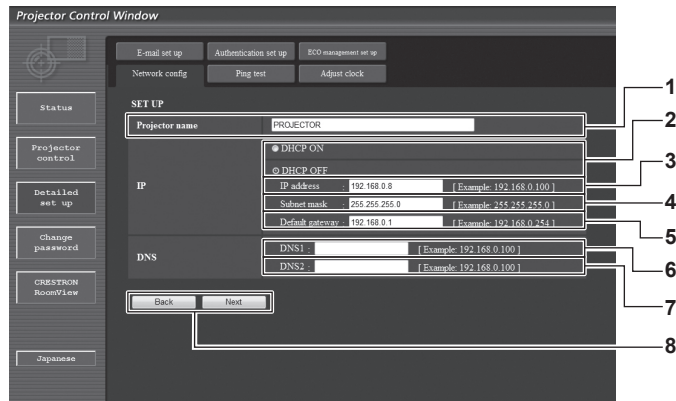 Projector Control Window
E-mail set up Authentication set up ECO management set up
Network config Ping test Adjust clock
Status
Projector
control
Detailed
set up
Change
password
CRESTRON
RoomView
Japanese
SET UP
Projector name PROJECTOR
IP
DHCP ON
DHCP OFF
IP address : 192.168.0.8 [ Example: 192.168.0.100 ]
Subnet mask : 255.255.255.0 [ Example: 255.255.255.0 ]
Default gateway : 192.168.0.1 [ Example: 192.168.0.254 ]
DNS
DNS1 : [ Example: 192.168.0.100 ]
DNS2 : [ Example: 192.168.0.100 ]
Back Next
1
2
3
4
5
6
7
8